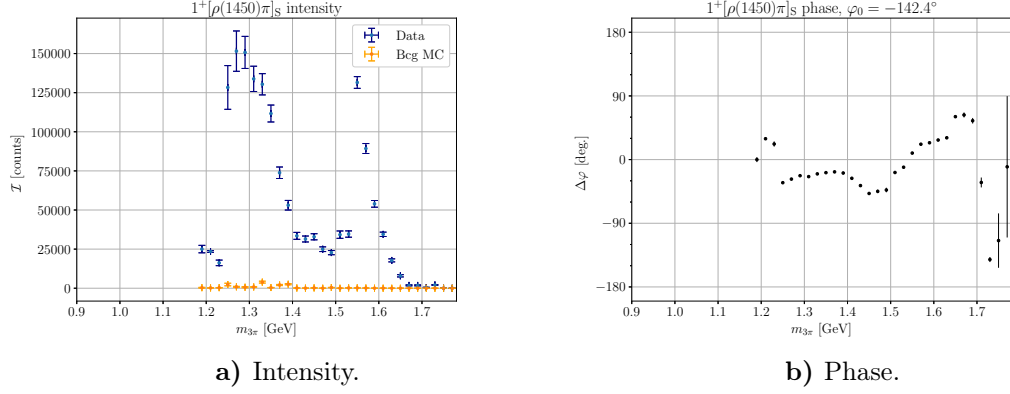 1⁺[ρ(1450)π]S intensity
Data
Bcg MC
150000
125000
100000
75000
50000
25000
0
I [counts]
0.9 1.0 1.1 1.2 1.3 1.4 1.5 1.6 1.7
m3π [GeV]
a) Intensity.
1⁺[ρ(1450)π]S phase, φ0 = −142.4°
180
90
0
−90
−180
Δφ [deg.]
0.9 1.0 1.1 1.2 1.3 1.4 1.5 1.6 1.7
m3π [GeV]
b) Phase.